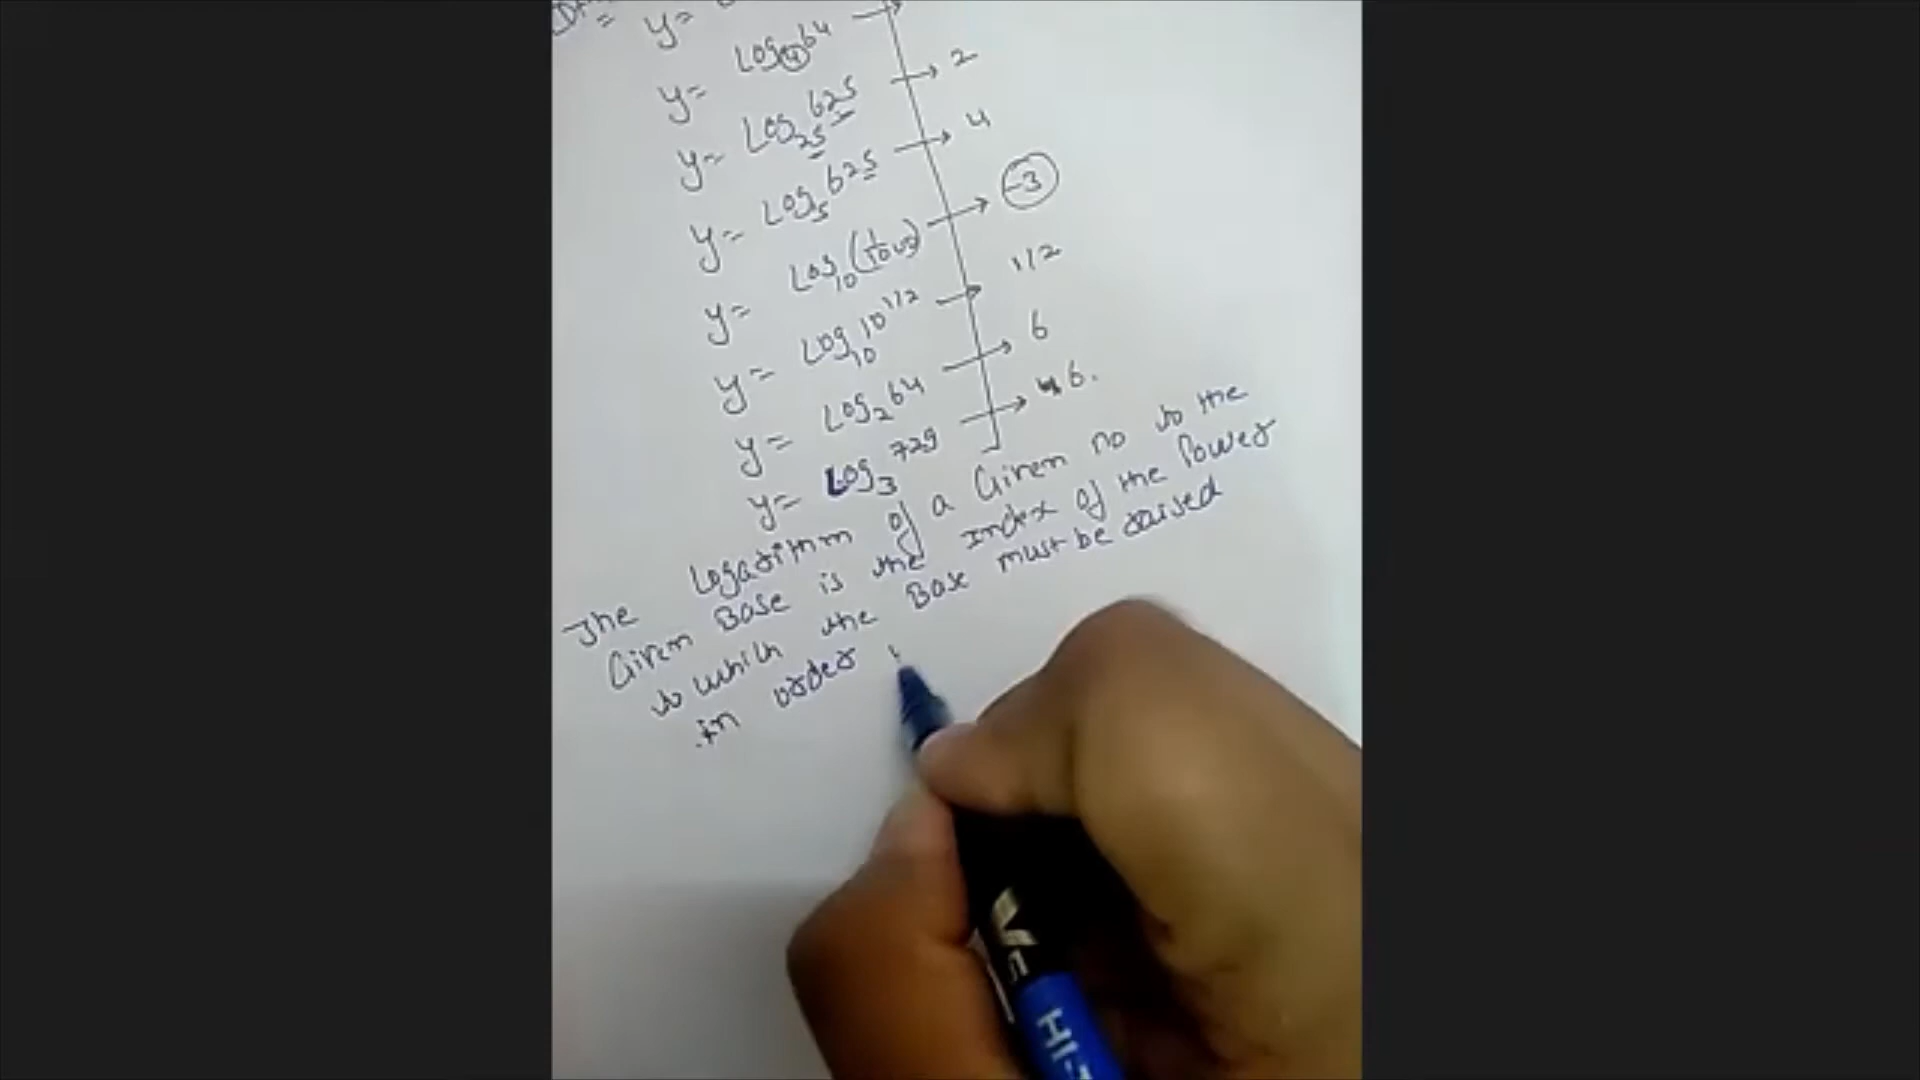 y=
y= Log4 64
y= Log25 625 → 2
y= Log5 625 → 4
y= Log10 (1/1000) → -3
y= Log10 10^1/2 → 1/2
y= Log2 64 → 6
y= Log3 729 → 6.
The Logarithm of a Given no to the
Given Base is the Index of the Power
to which the Base must be raised
in order
V5
HI-